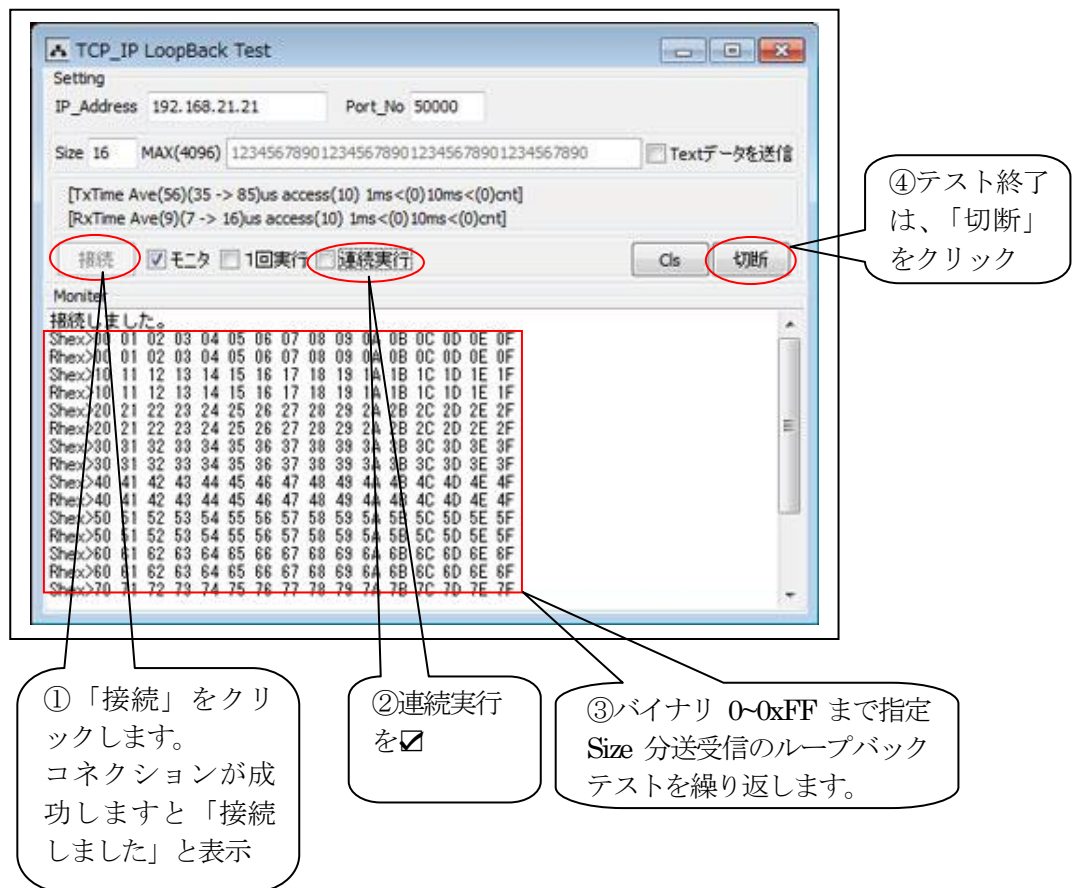 TCP_IP LoopBack Test
Setting
IP_Address 192.168.21.21 Port_No 50000
Size 16 MAX(4096) 1234567890123456789012345678901234567890 Textデータを送信
[TxTime Ave(56)(35 -> 85)us access(10) 1ms<(0)10ms<(0)cnt]
[RxTime Ave(9)(7 -> 16)us access(10) 1ms<(0)10ms<(0)cnt]
接続 モニタ 1回実行 連続実行 Cls 切断
Moniter
接続しました。
Shex>00 01 02 03 04 05 06 07 08 09 0A 0B 0C 0D 0E 0F
Rhex>00 01 02 03 04 05 06 07 08 09 0A 0B 0C 0D 0E 0F
Shex>10 11 12 13 14 15 16 17 18 19 1A 1B 1C 1D 1E 1F
Rhex>10 11 12 13 14 15 16 17 18 19 1A 1B 1C 1D 1E 1F
Shex>20 21 22 23 24 25 26 27 28 29 2A 2B 2C 2D 2E 2F
Rhex>20 21 22 23 24 25 26 27 28 29 2A 2B 2C 2D 2E 2F
Shex>30 31 32 33 34 35 36 37 38 39 3A 3B 3C 3D 3E 3F
Rhex>30 31 32 33 34 35 36 37 38 39 3A 3B 3C 3D 3E 3F
Shex>40 41 42 43 44 45 46 47 48 49 4A 4B 4C 4D 4E 4F
Rhex>40 41 42 43 44 45 46 47 48 49 4A 4B 4C 4D 4E 4F
Shex>50 51 52 53 54 55 56 57 58 59 5A 5B 5C 5D 5E 5F
Rhex>50 51 52 53 54 55 56 57 58 59 5A 5B 5C 5D 5E 5F
Shex>60 61 62 63 64 65 66 67 68 69 6A 6B 6C 6D 6E 6F
Rhex>60 61 62 63 64 65 66 67 68 69 6A 6B 6C 6D 6E 6F
Shex>70 71 72 73 74 75 76 77 78 79 7A 7B 7C 7D 7E 7F
④テスト終了
は、「切断」
をクリック
①「接続」をクリ
ックします。
コネクションが成
功しますと「接続
しました」と表示
②連続実行
を☑
③バイナリ 0~0xFF まで指定
Size 分送受信のループバック
テストを繰り返します。